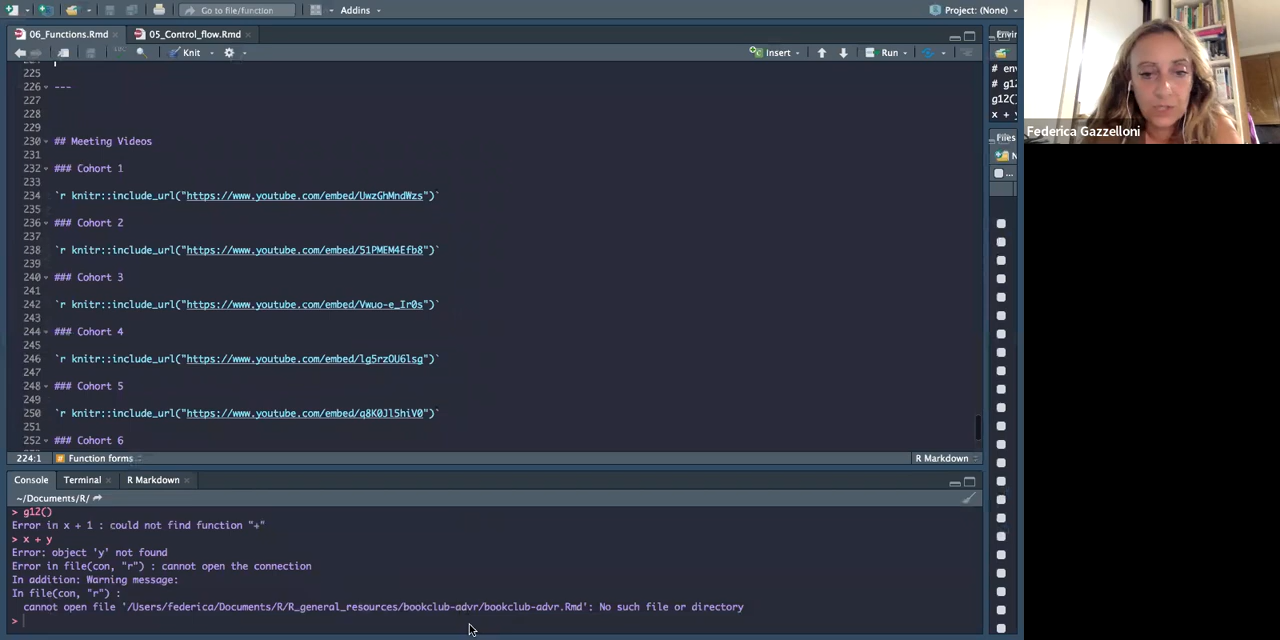 Go to file/function
Addins
Project: (None)
06_Functions.Rmd
05_Control_flow.Rmd
Knit
Insert
Run
225
226 ---
227
228
229
230 ## Meeting Videos
231
232 ### Cohort 1
233
234 `r knitr::include_url("https://www.youtube.com/embed/UwzGhMndWzs")`
235
236 ### Cohort 2
237
238 `r knitr::include_url("https://www.youtube.com/embed/51PMEM4Efb8")`
239
240 ### Cohort 3
241
242 `r knitr::include_url("https://www.youtube.com/embed/Vwuo-e_Ir0s")`
243
244 ### Cohort 4
245
246 `r knitr::include_url("https://www.youtube.com/embed/lg5rzOU6lsg")`
247
248 ### Cohort 5
249
250 `r knitr::include_url("https://www.youtube.com/embed/q8K0Jl5hiV0")`
251
252 ### Cohort 6
224:1 # Function forms
R Markdown
Console
Terminal
R Markdown
~/Documents/R/
> g12()
Error in x + 1 : could not find function "+"
> x + y
Error: object 'y' not found
Error in file(con, "r") : cannot open the connection
In addition: Warning message:
In file(con, "r") :
cannot open file '/Users/federica/Documents/R/R_general_resources/bookclub-advr/bookclub-advr.Rmd': No such file or directory
>
# env
# g12
g12()
x + y
Files
N
...
Federica Gazzelloni